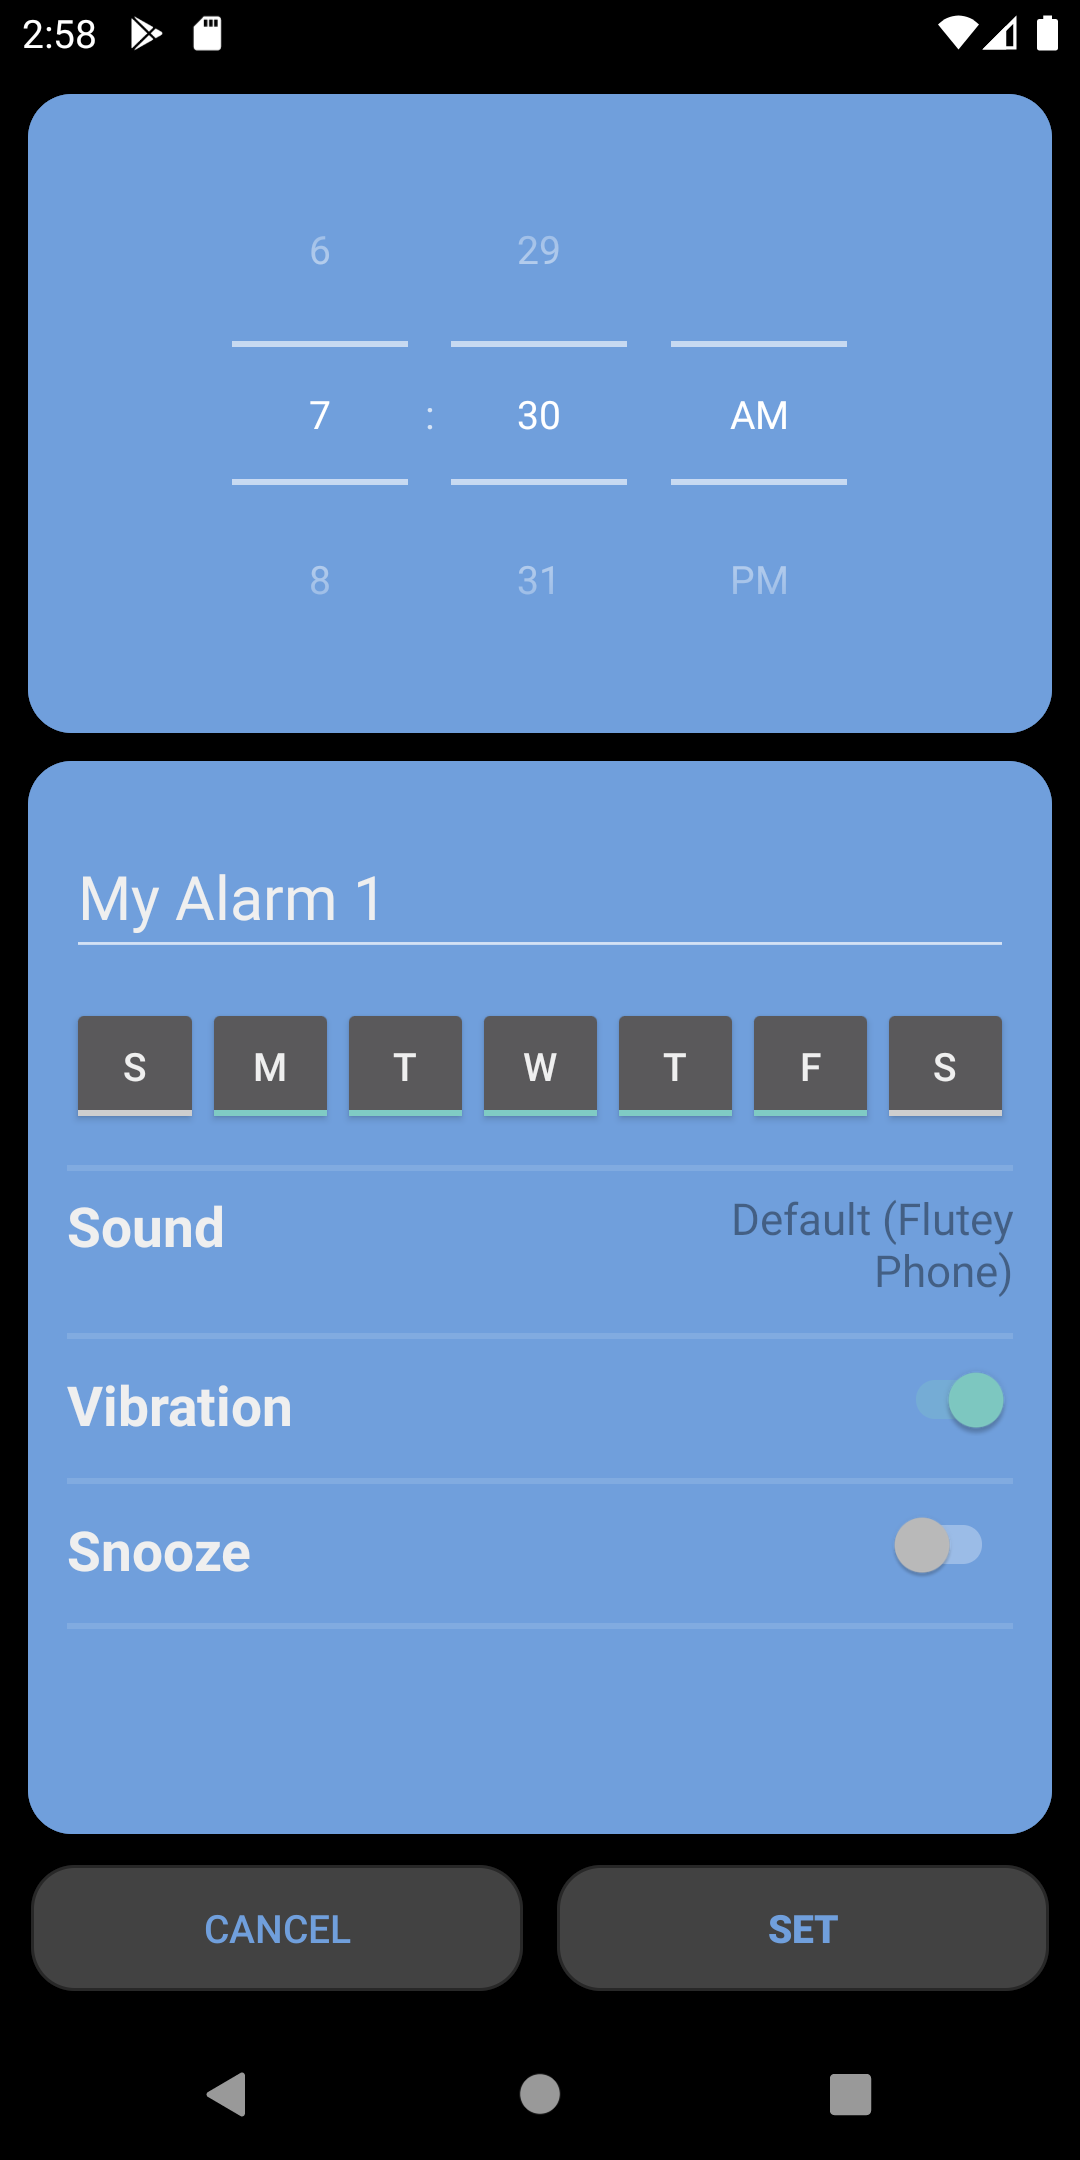 2:58
6 29
7 : 30 AM
8 31 PM
My Alarm 1
S M T W T F S
Sound Default (Flutey
Phone)
Vibration
Snooze
CANCEL SET